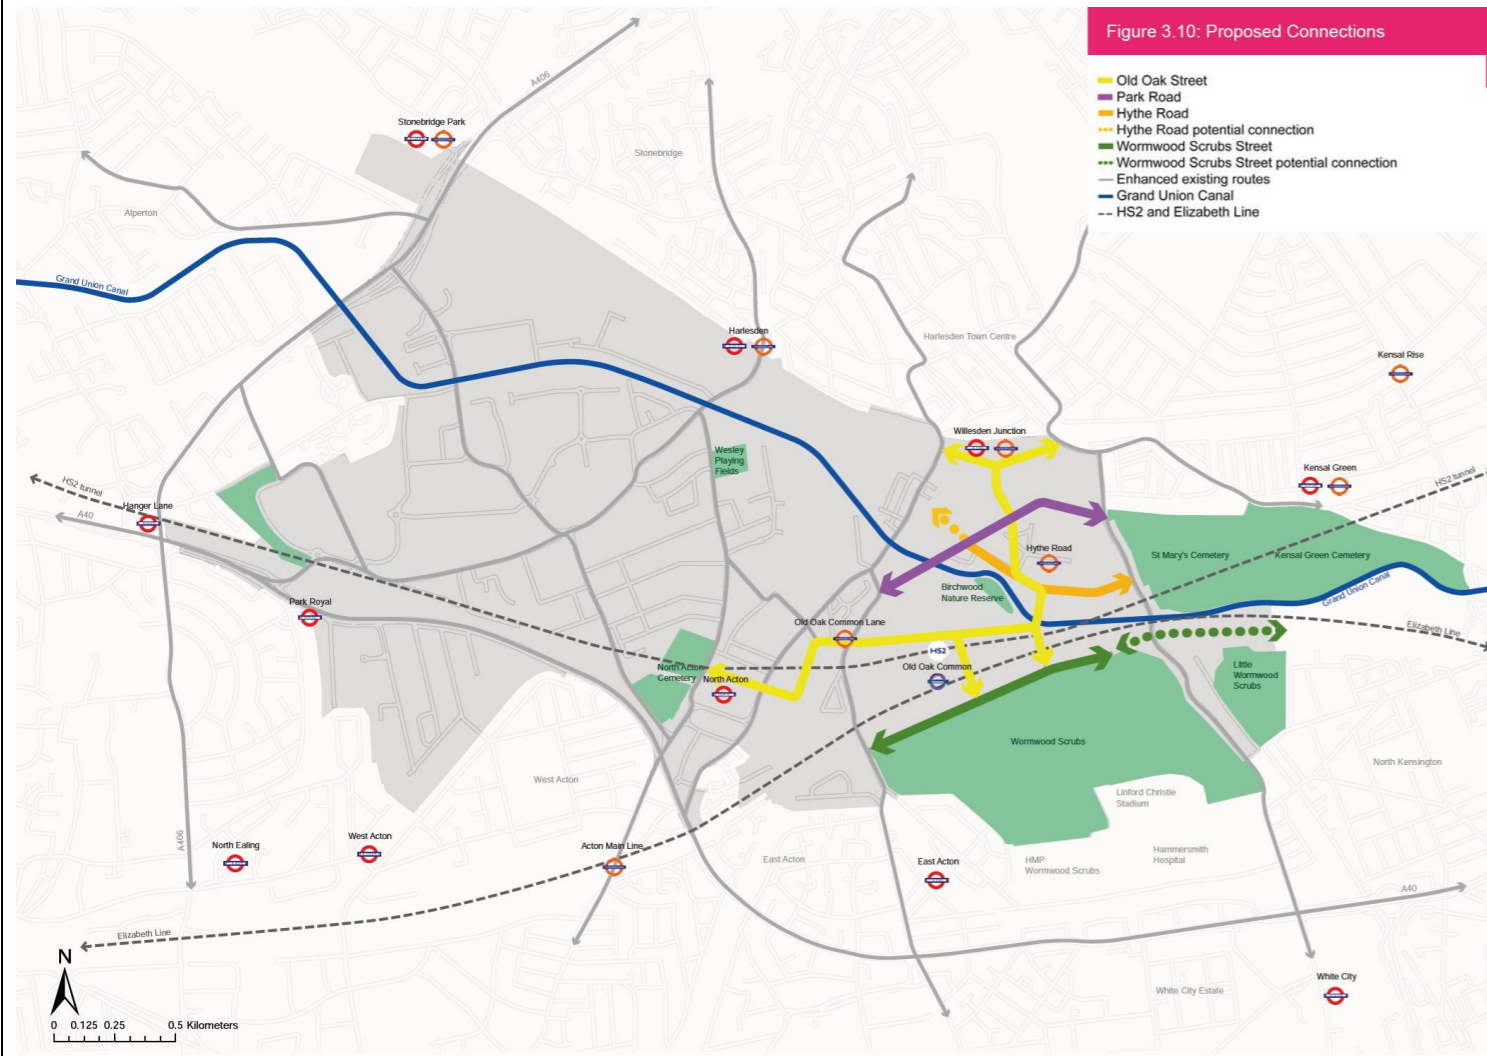 Figure 3.10: Proposed Connections
Old Oak Street
Park Road
Hythe Road
Hythe Road potential connection
Wormwood Scrubs Street
Wormwood Scrubs Street potential connection
Enhanced existing routes
Grand Union Canal
HS2 and Elizabeth Line
A406
Stonebridge Park
Stonebridge
Alperton
Grand Union Canal
Harlesden
Harlesden Town Centre
Kensal Rise
Willesden Junction
Wesley
Playing
Fields
Kensal Green
HS2 tunnel
HS2 tunnel
Hanger Lane
A40
Hythe Road
St Mary's Cemetery
Kensal Green Cemetery
Birchwood
Nature Reserve
Grand Union Canal
Park Royal
Old Oak Common Lane
Elizabeth Line
HS2
North Acton
Cemetery
North Acton
Old Oak Common
Little
Wormwood
Scrubs
Wormwood Scrubs
North Kensington
West Acton
Linford Christie
Stadium
A406
North Ealing
West Acton
Acton Main Line
East Acton
East Acton
HMP
Wormwood Scrubs
Hammersmith
Hospital
A40
Elizabeth Line
White City
White City Estate
N
0 0.125 0.25 0.5 Kilometers